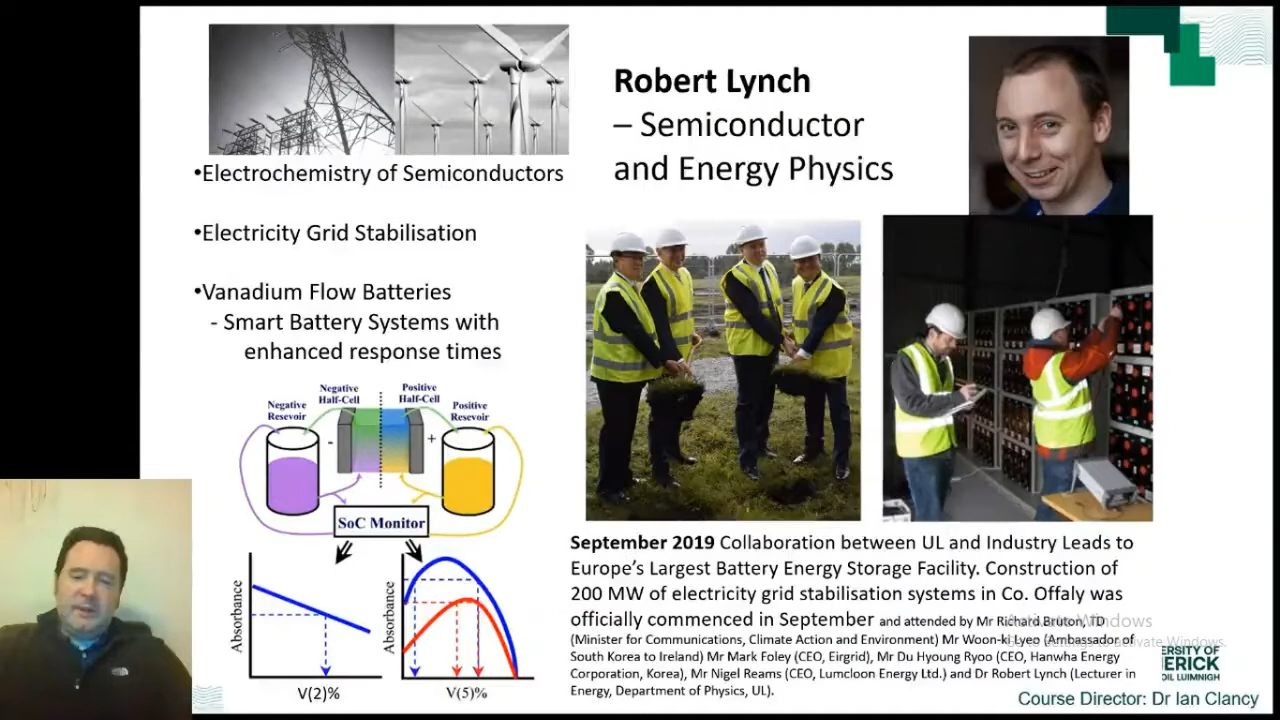 Robert Lynch
– Semiconductor
and Energy Physics
•Electrochemistry of Semiconductors
•Electricity Grid Stabilisation
•Vanadium Flow Batteries
- Smart Battery Systems with
enhanced response times
Negative
Half-Cell
Positive
Half-Cell
Negative
Resevoir
Positive
Resevoir
-
+
SoC Monitor
Absorbance
V(2)%
Absorbance
V(5)%
September 2019 Collaboration between UL and Industry Leads to
Europe's Largest Battery Energy Storage Facility. Construction of
200 MW of electricity grid stabilisation systems in Co. Offaly was
officially commenced in September and attended by Mr Richard Bruton, TD
(Minister for Communications, Climate Action and Environment) Mr Woon-ki Lyeo (Ambassador of
South Korea to Ireland) Mr Mark Foley (CEO, Eirgrid), Mr Du Hyoung Ryoo (CEO, Hanwha Energy
Corporation, Korea), Mr Nigel Reams (CEO, Lumcloon Energy Ltd.) and Dr Robert Lynch (Lecturer in
Energy, Department of Physics, UL).
ERSITY OF
ERICK
OIL LUIMNIGH
Course Director: Dr Ian Clancy